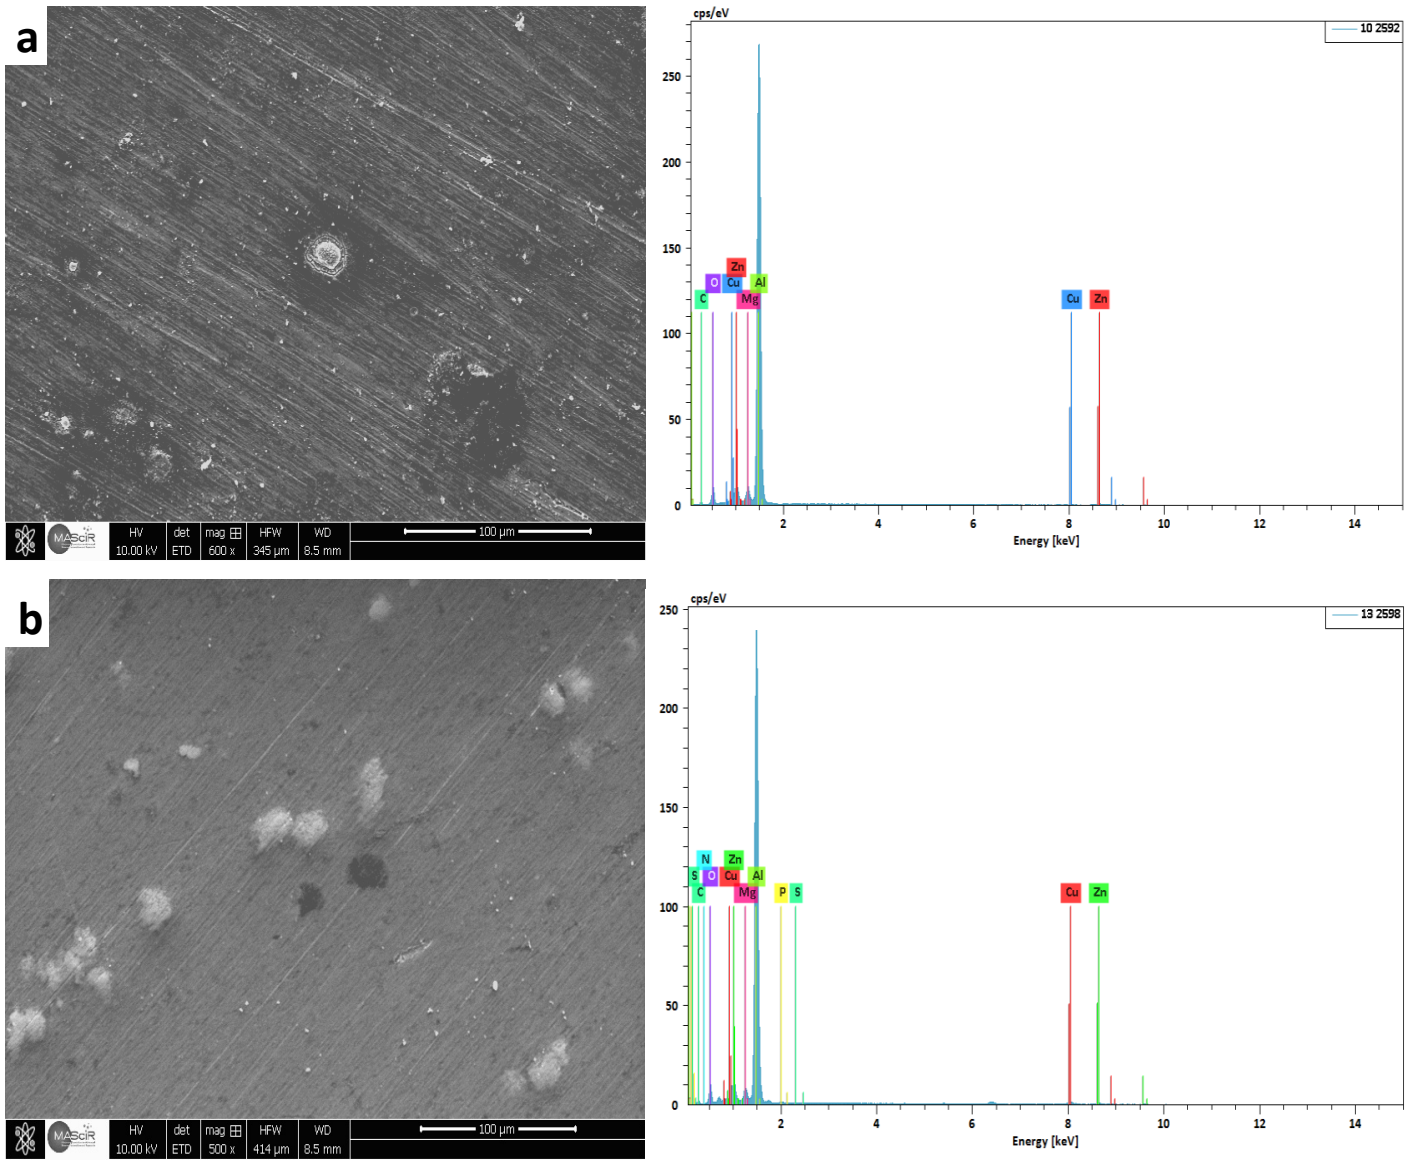 a
HV det mag HFW WD
10.00 kV ETD 600 x 345 µm 8.5 mm
100 µm
MAScIR
cps/eV
10 2592
250
200
150
100
50
0
Zn
O Cu Al
C Mg
Cu Zn
2 4 6 8 10 12 14
Energy [keV]
b
HV det mag HFW WD
10.00 kV ETD 500 x 414 µm 8.5 mm
100 µm
MAScIR
cps/eV
13 2598
250
200
150
100
50
0
N Zn
S O Cu Al
C Mg P S
Cu Zn
2 4 6 8 10 12 14
Energy [keV]